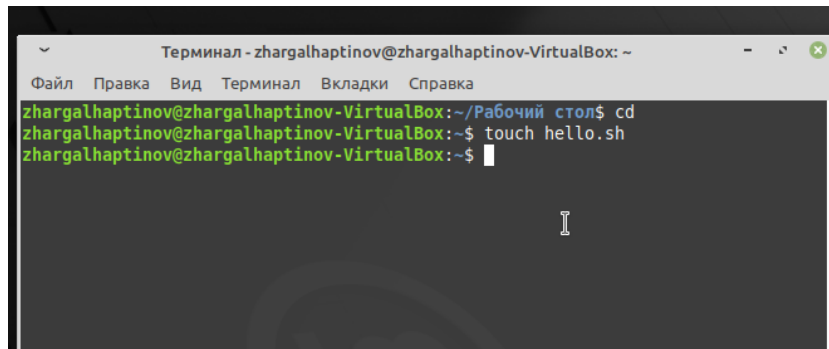 Терминал - zhargalhaptinov@zhargalhaptinov-VirtualBox: ~
Файл Правка Вид Терминал Вкладки Справка
zhargalhaptinov@zhargalhaptinov-VirtualBox:~/Рабочий стол$ cd
zhargalhaptinov@zhargalhaptinov-VirtualBox:~$ touch hello.sh
zhargalhaptinov@zhargalhaptinov-VirtualBox:~$